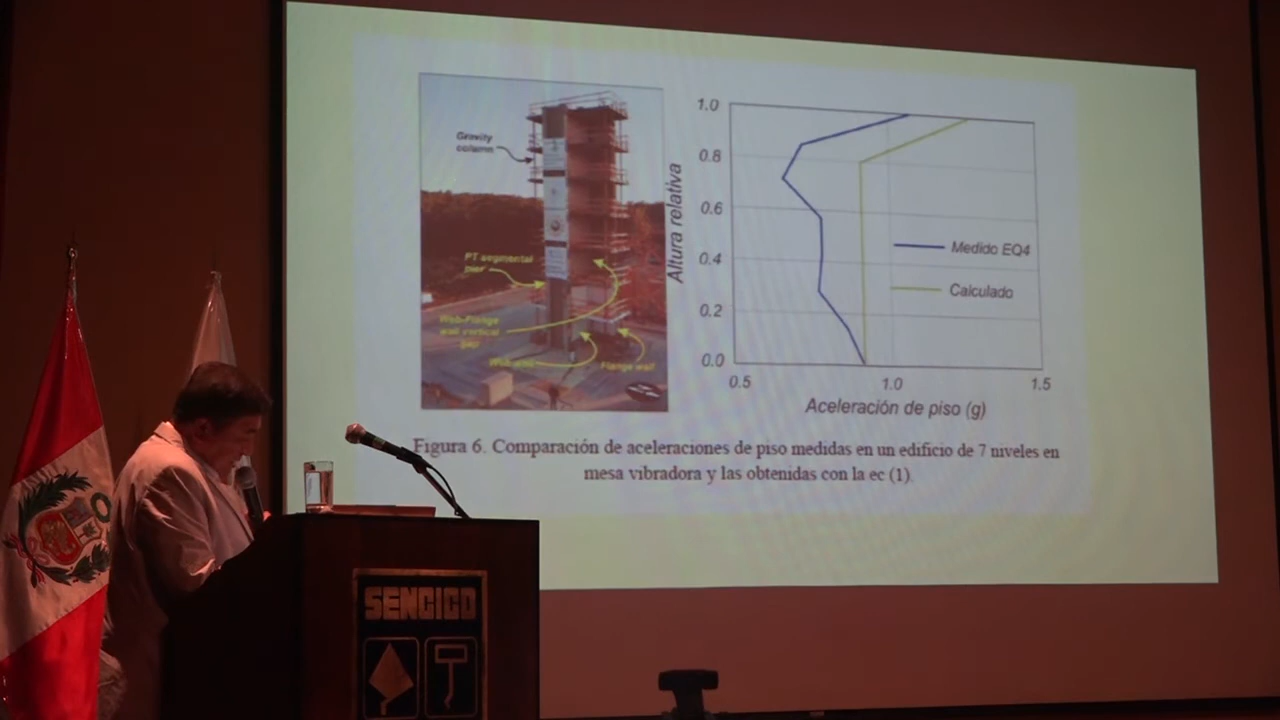 Gravity
column
PT segmental
pier
Web-Flange
wall vertical
gap
Flange wall
Altura relativa
1.0
0.8
0.6
0.4
0.2
0.0
0.5
1.0
1.5
Aceleración de piso (g)
Medido EQ4
Calculado
Figura 6. Comparación de aceleraciones de piso medidas en un edificio de 7 niveles en
mesa vibradora y las obtenidas con la ec (1).
SENCICO